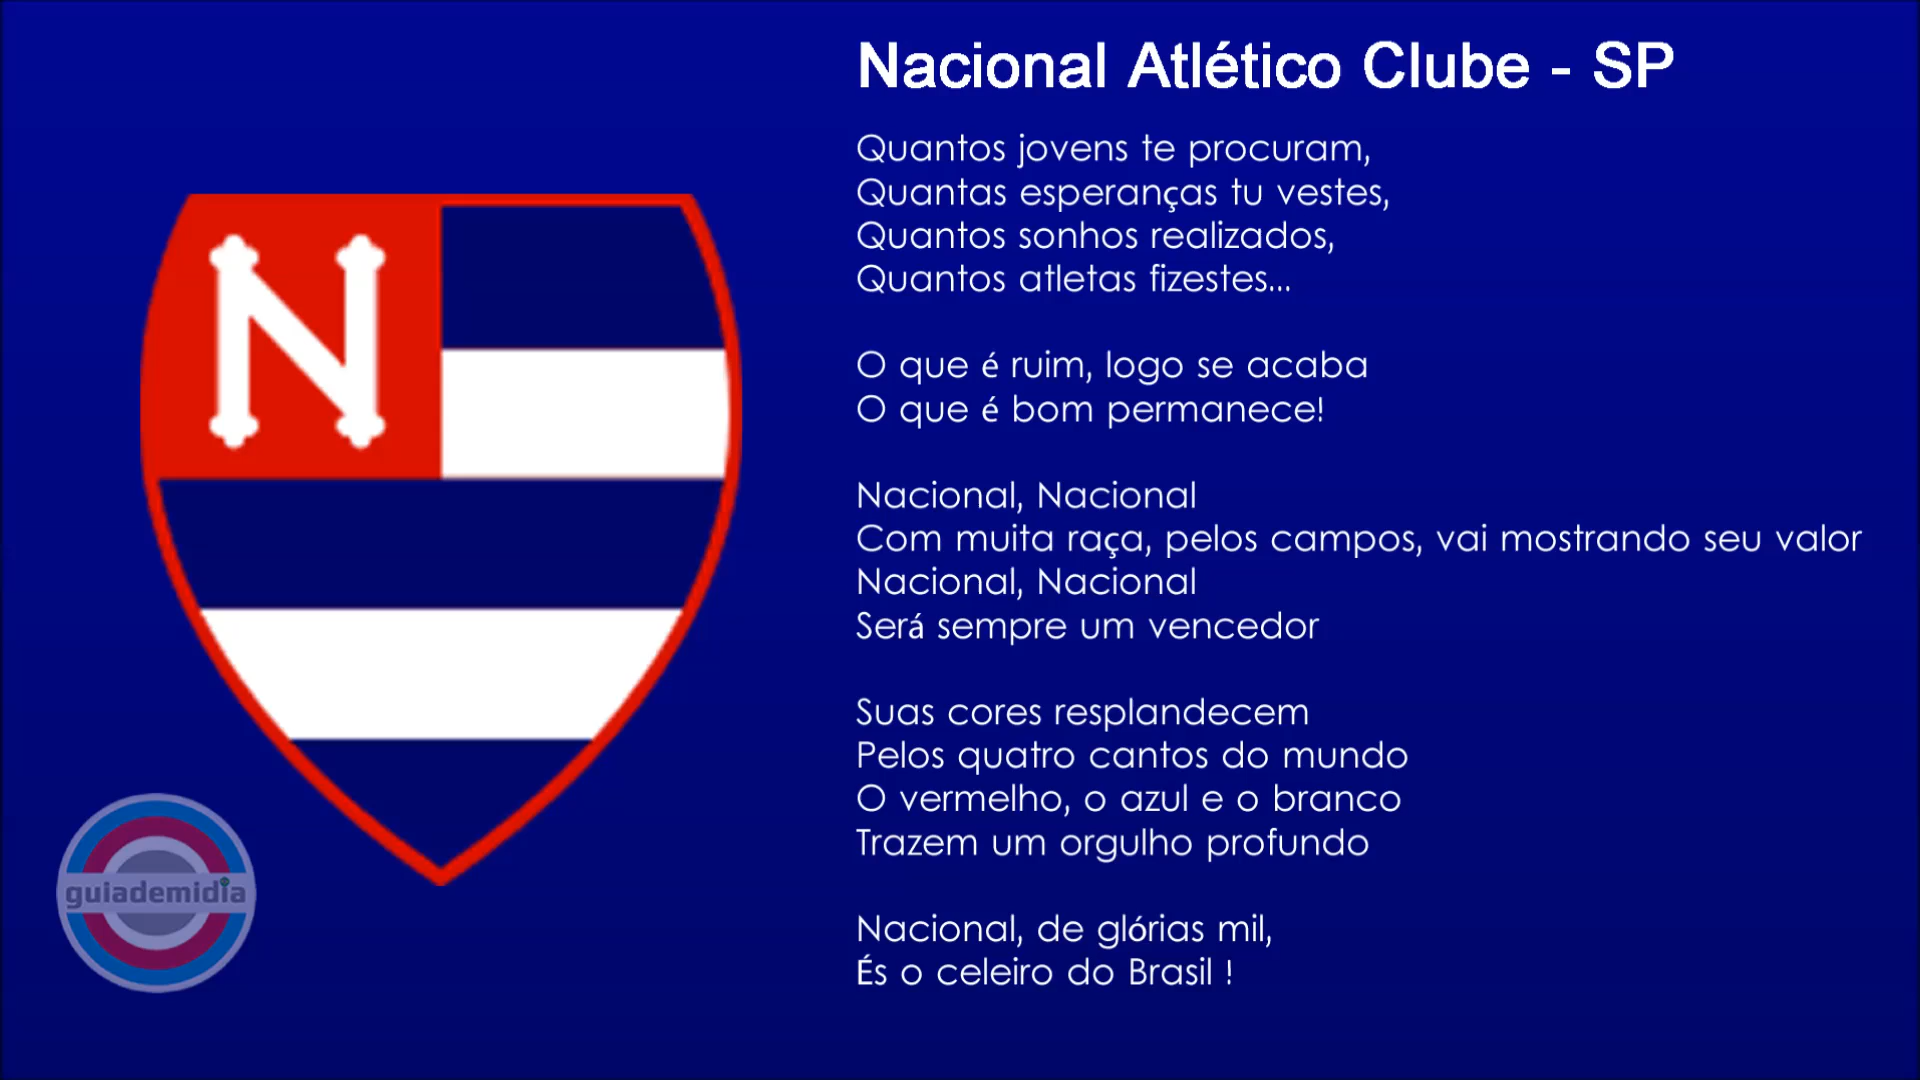 Nacional Atlético Clube - SP
Quantos jovens te procuram,
Quantas esperanças tu vestes,
Quantos sonhos realizados,
Quantos atletas fizestes...
O que é ruim, logo se acaba
O que é bom permanece!
Nacional, Nacional
Com muita raça, pelos campos, vai mostrando seu valor
Nacional, Nacional
Será sempre um vencedor
Suas cores resplandecem
Pelos quatro cantos do mundo
O vermelho, o azul e o branco
Trazem um orgulho profundo
Nacional, de glórias mil,
És o celeiro do Brasil !
N
guiademidia